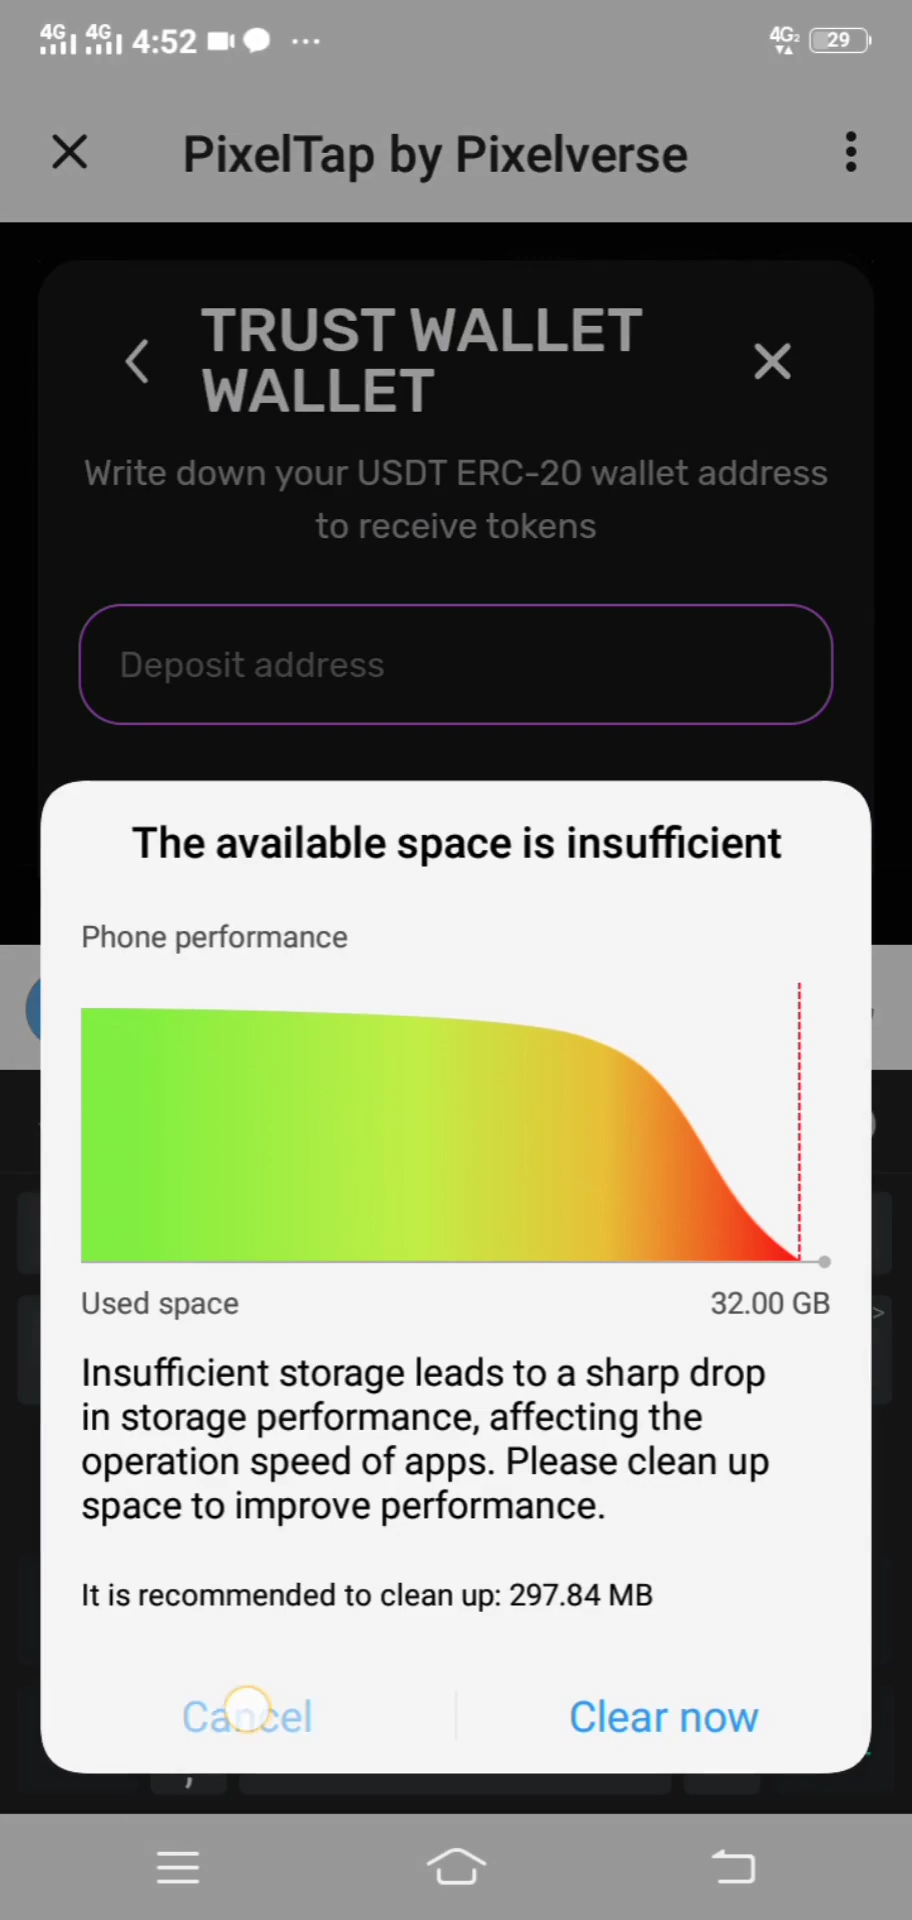 4G 4G 4:52 ... 4G2 29
PixelTap by Pixelverse
TRUST WALLET
WALLET
Write down your USDT ERC-20 wallet address
to receive tokens
Deposit address
The available space is insufficient
Phone performance
Used space 32.00 GB
Insufficient storage leads to a sharp drop
in storage performance, affecting the
operation speed of apps. Please clean up
space to improve performance.
It is recommended to clean up: 297.84 MB
Cancel Clear now